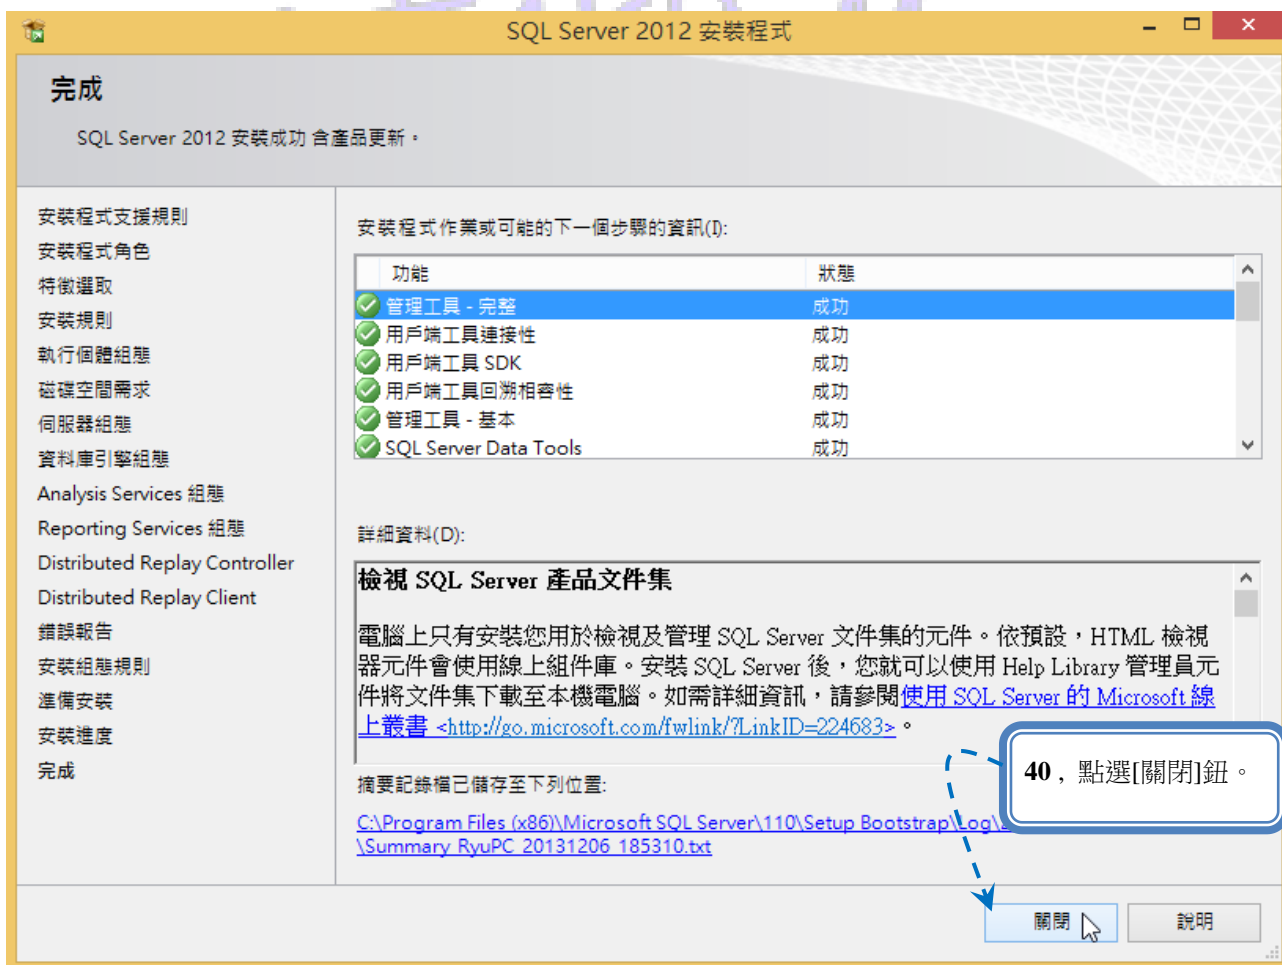 SQL Server 2012 安裝程式
完成
SQL Server 2012 安裝成功 含產品更新。
安裝程式支援規則
安裝程式角色
特徵選取
安裝規則
執行個體組態
磁碟空間需求
伺服器組態
資料庫引擎組態
Analysis Services 組態
Reporting Services 組態
Distributed Replay Controller
Distributed Replay Client
錯誤報告
安裝組態規則
準備安裝
安裝進度
完成
安裝程式作業或可能的下一個步驟的資訊(I):
功能 狀態
管理工具 - 完整 成功
用戶端工具連接性 成功
用戶端工具 SDK 成功
用戶端工具回溯相容性 成功
管理工具 - 基本 成功
SQL Server Data Tools 成功
詳細資料(D):
檢視 SQL Server 產品文件集
電腦上只有安裝您用於檢視及管理 SQL Server 文件集的元件。依預設，HTML 檢視
器元件會使用線上組件庫。安裝 SQL Server 後，您就可以使用 Help Library 管理員元
件將文件集下載至本機電腦。如需詳細資訊，請參閱使用 SQL Server 的 Microsoft 線
上叢書 <http://go.microsoft.com/fwlink/?LinkID=224683>。
40 , 點選[關閉]鈕。
摘要記錄檔已儲存至下列位置:
C:\Program Files (x86)\Microsoft SQL Server\110\Setup Bootstrap\Log\
\Summary_RyuPC_20131206_185310.txt
關閉 說明